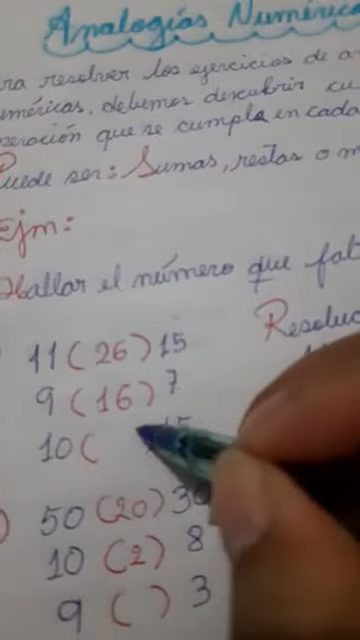 Analogías Numérica
ra resolver los ejercicios de a
uméricas, debemos descubrir cu
peración que se cumpla en cada
Puede ser: Sumas, restas o m
Ejm:
Hallar el número que fal
Resoluc
11 ( 26 ) 15
9 ( 16 ) 7
10 (
50 (20) 30
10 (2) 8
9 ( ) 3